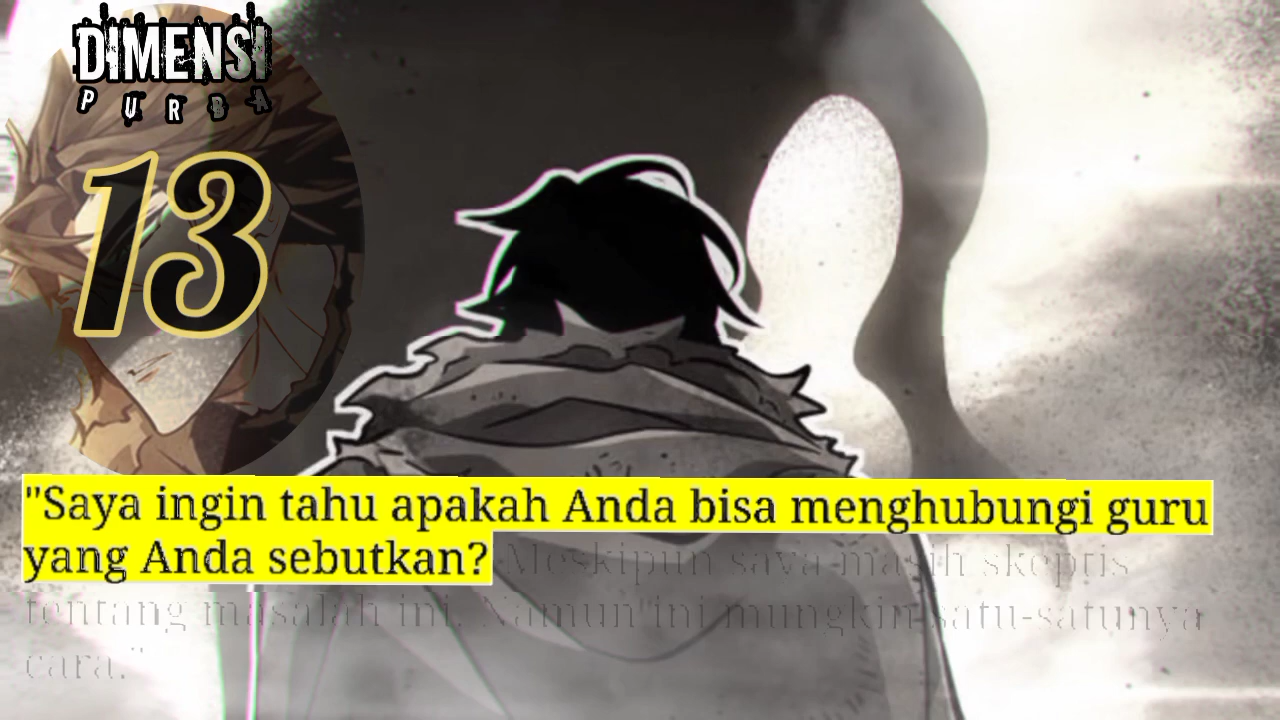 DIMENSI
PURBA
13
"Saya ingin tahu apakah Anda bisa menghubungi guru
yang Anda sebutkan? Meskipun saya masih skeptis
tentang masalah ini. Namun ini mungkin satu-satunya
cara."